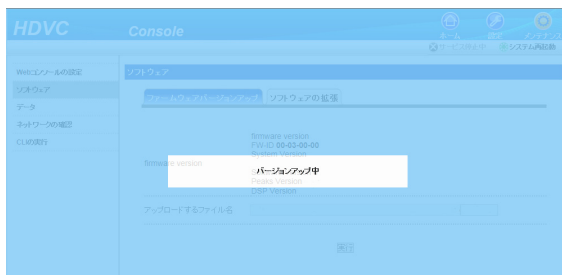 HDVC Console
ホーム 設定 メンテナンス
サービス停止中 システム再起動
Webエンロールの設定
ソフトウェア
データ
ネットワークの確認
CLIの実行
ソフトウェア
ファームウェアバージョンアップ ソフトウェアの拡張
firmware version
firmware version
FW-ID 00-03-00-00
System Version
バージョンアップ中
Peaks Version
DSP Version
アップロードするファイル名
実行